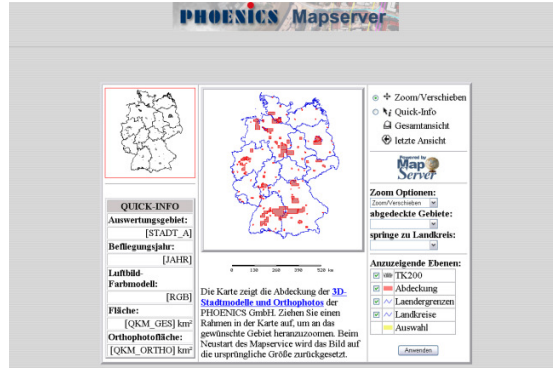 PHOENICS Mapserver
Zoom/Verschieben
Quick-Info
Gesamtansicht
letzte Ansicht
Powered by
Map
Server
Zoom Optionen:
Zoom/Verschieben
abgedeckte Gebiete:
springe zu Landkreis:
Anzuzeigende Ebenen:
TK200
Abdeckung
Laendergrenzen
Landkreise
Auswahl
Anwenden
QUICK-INFO
Auswertungsgebiet:
[STADT_A]
Befliegungsjahr:
[JAHR]
Luftbild-
Farbmodell:
[RGB]
Fläche:
[QKM_GES] km²
Orthophotofläche:
[QKM_ORTHO] km²
0 130 260 390 520 km
Die Karte zeigt die Abdeckung der 3D-
Stadtmodelle und Orthophotos der
PHOENICS GmbH. Ziehen Sie einen
Rahmen in der Karte auf, um an das
gewünschte Gebiet heranzuzoomen. Beim
Neustart des Mapservice wird das Bild auf
die ursprüngliche Größe zurückgesetzt.